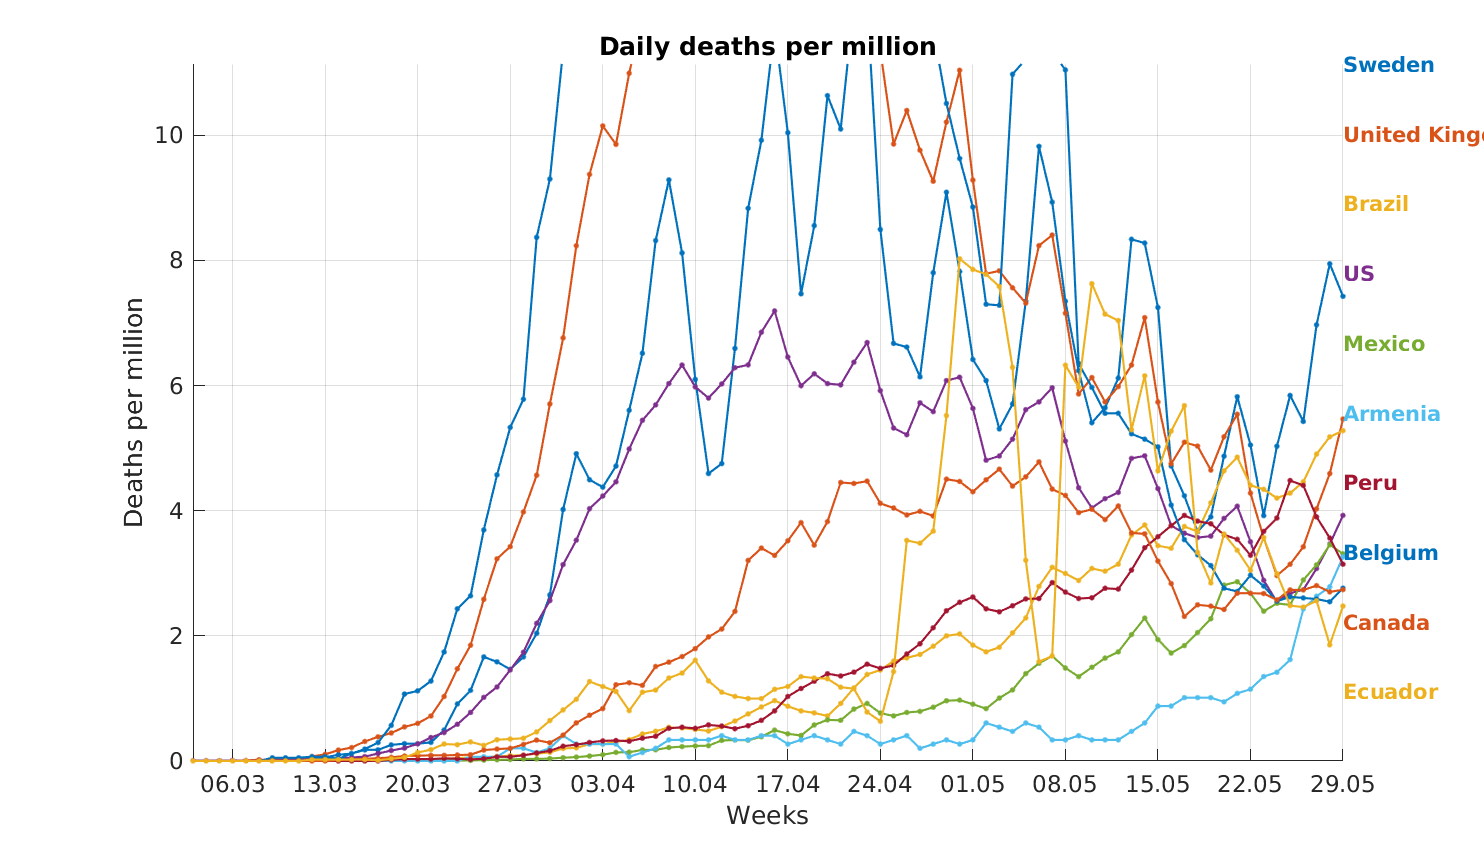 Daily deaths per million
Deaths per million
10
8
6
4
2
0
06.03 13.03 20.03 27.03 03.04 10.04 17.04 24.04 01.05 08.05 15.05 22.05 29.05
Weeks
Sweden
United King
Brazil
US
Mexico
Armenia
Peru
Belgium
Canada
Ecuador